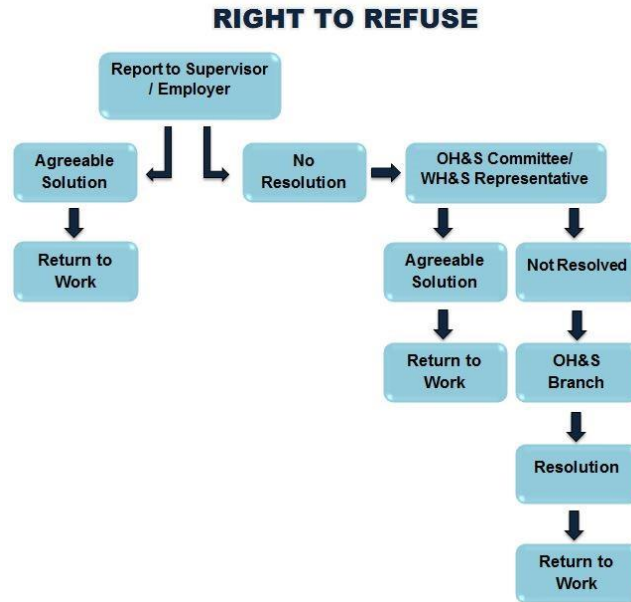 RIGHT TO REFUSE
Report to Supervisor
/ Employer
Agreeable
Solution
No
Resolution
OH&S Committee/
WH&S Representative
Return to
Work
Agreeable
Solution
Not Resolved
Return to
Work
OH&S
Branch
Resolution
Return to
Work